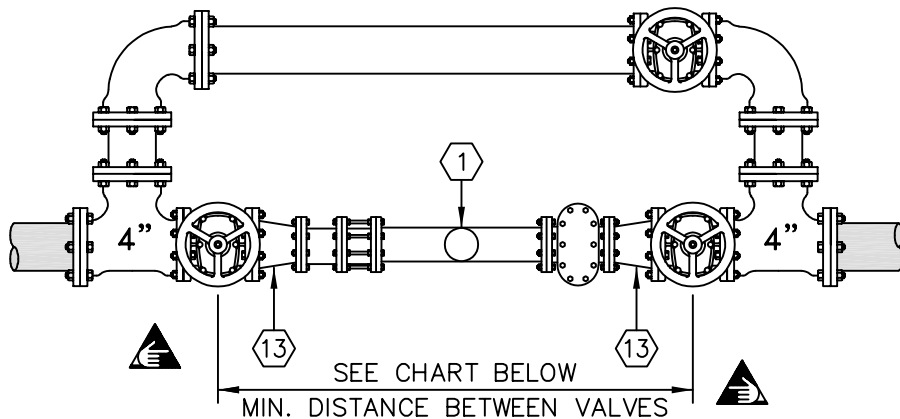 1
4” 4”
13 13
SEE CHART BELOW
MIN. DISTANCE BETWEEN VALVES